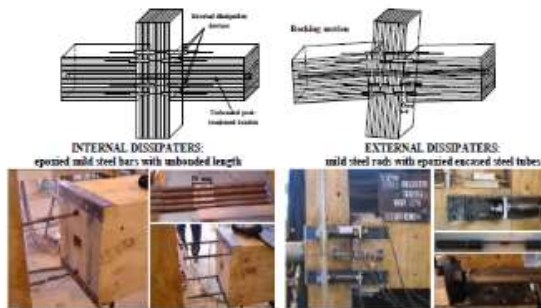 Internal dissipation
devices
Rocking motion
Unbonded post-
tensioned tendon
INTERNAL DISSIPATERS:
epoxied mild steel bars with unbonded length
EXTERNAL DISSIPATERS:
mild steel rods with epoxied encased steel tubes